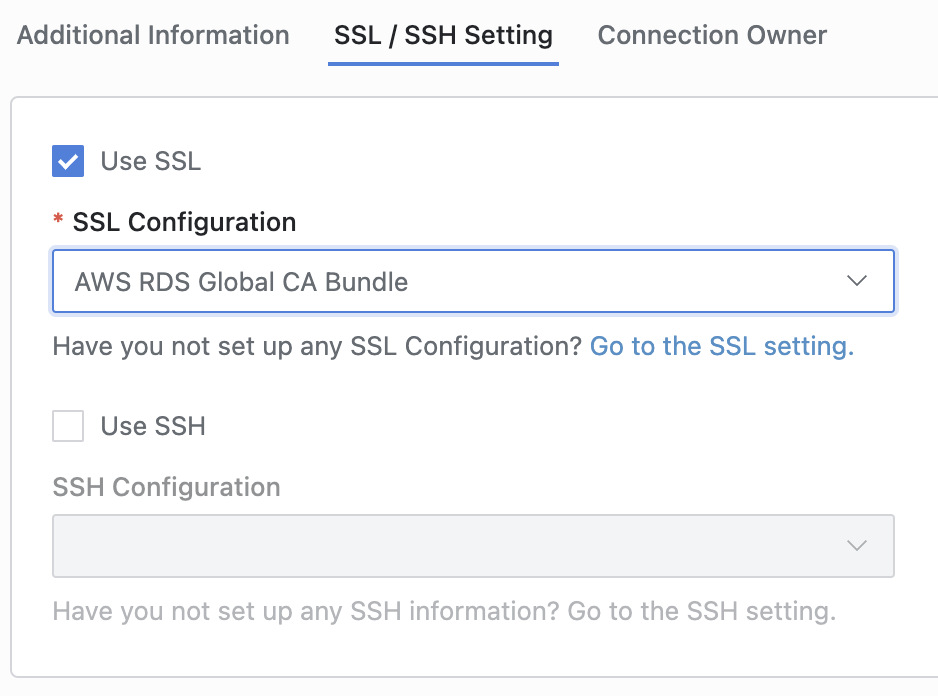 Additional Information SSL / SSH Setting Connection Owner
Use SSL
* SSL Configuration
AWS RDS Global CA Bundle
Have you not set up any SSL Configuration? Go to the SSL setting.
Use SSH
SSH Configuration
Have you not set up any SSH information? Go to the SSH setting.